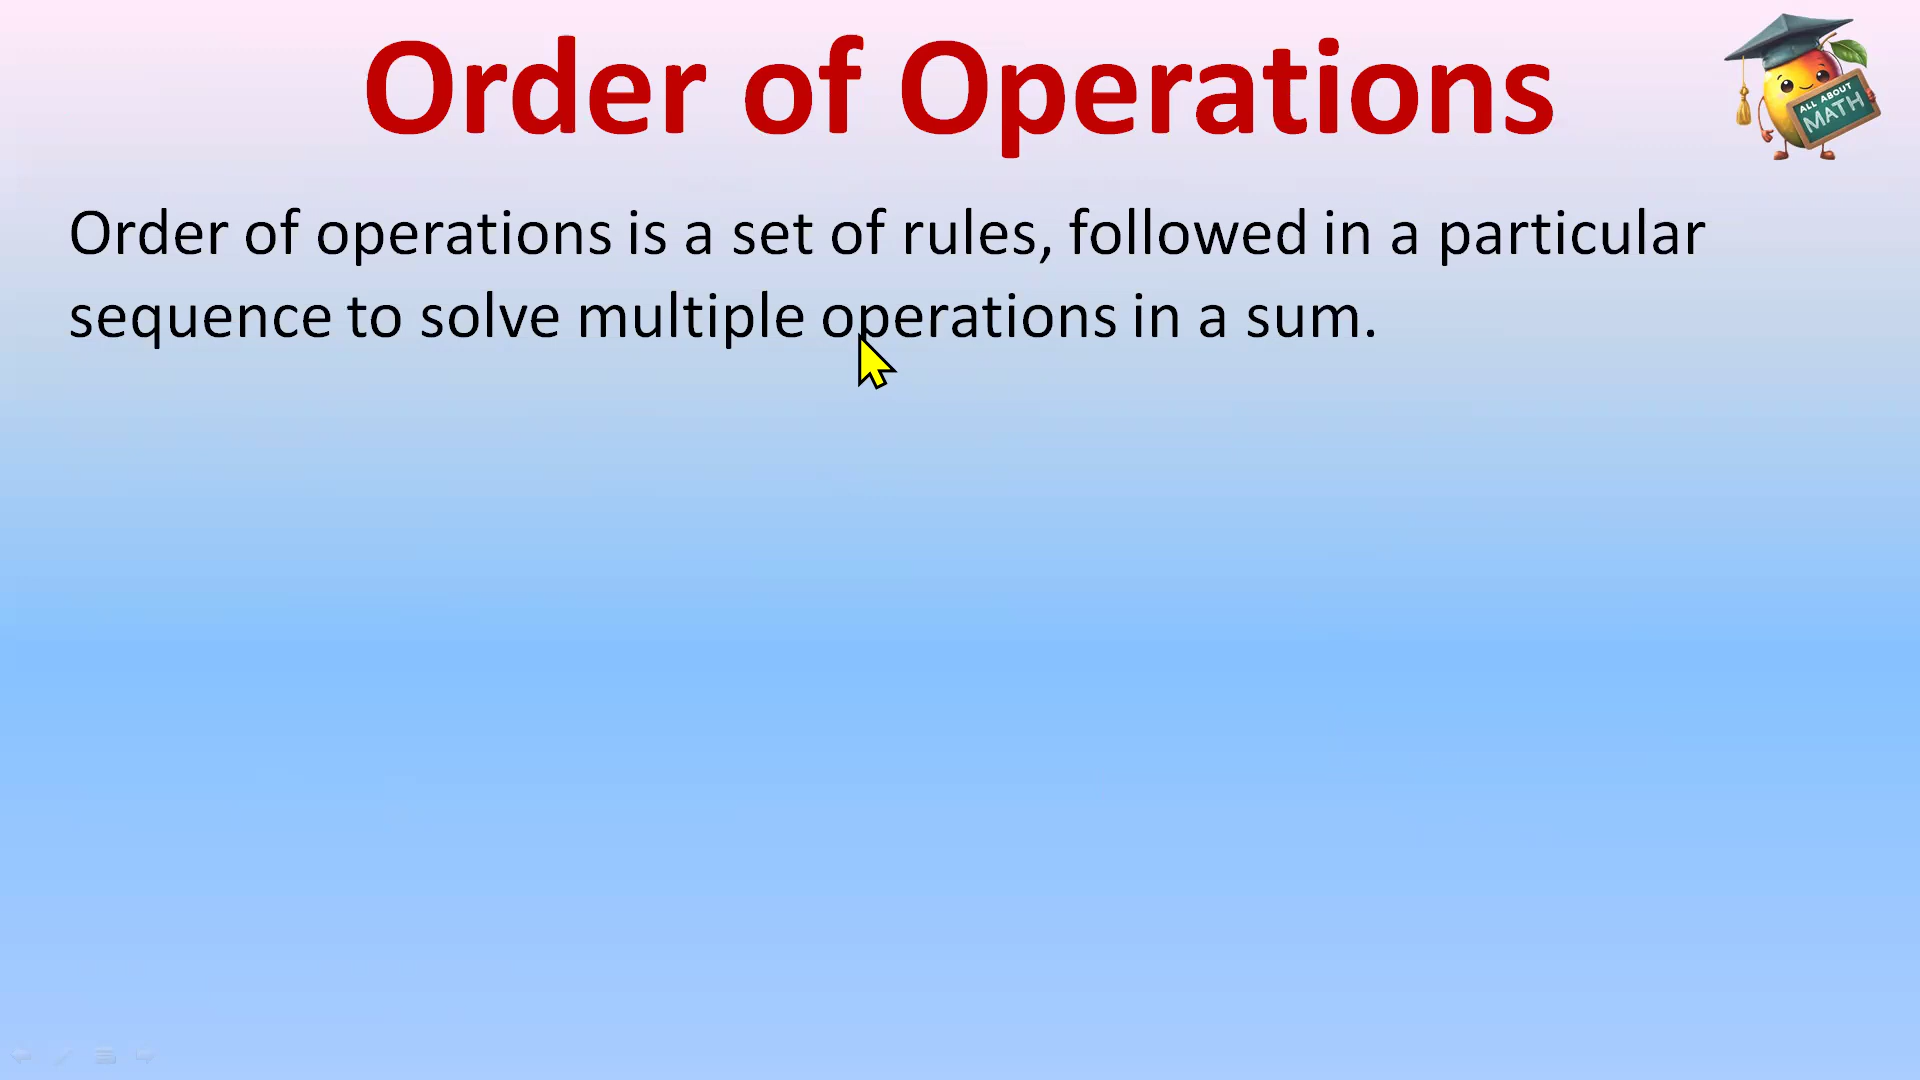 Order of Operations
ALL ABOUT
MATH
Order of operations is a set of rules, followed in a particular
sequence to solve multiple operations in a sum.